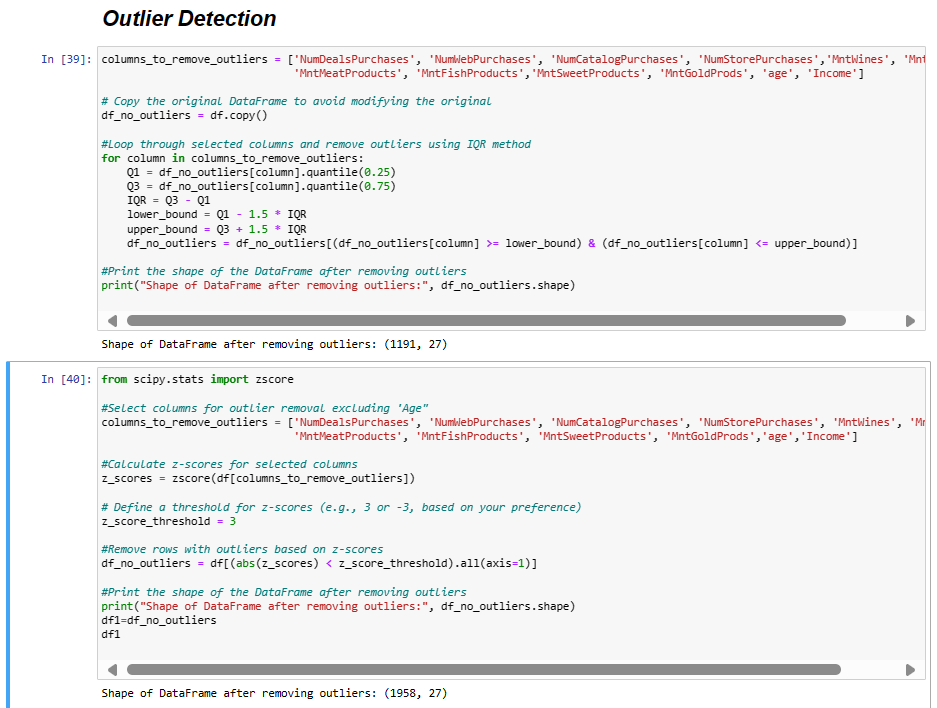 Outlier Detection
In [39]: columns_to_remove_outliers = ['NumDealsPurchases', 'NumWebPurchases', 'NumCatalogPurchases', 'NumStorePurchases','MntWines', 'Mnt
'MntMeatProducts', 'MntFishProducts','MntSweetProducts', 'MntGoldProds', 'age', 'Income']
# Copy the original DataFrame to avoid modifying the original
df_no_outliers = df.copy()
#Loop through selected columns and remove outliers using IQR method
for column in columns_to_remove_outliers:
Q1 = df_no_outliers[column].quantile(0.25)
Q3 = df_no_outliers[column].quantile(0.75)
IQR = Q3 - Q1
lower_bound = Q1 - 1.5 * IQR
upper_bound = Q3 + 1.5 * IQR
df_no_outliers = df_no_outliers[(df_no_outliers[column] >= lower_bound) & (df_no_outliers[column] <= upper_bound)]
#Print the shape of the DataFrame after removing outliers
print("Shape of DataFrame after removing outliers:", df_no_outliers.shape)
Shape of DataFrame after removing outliers: (1191, 27)
In [40]: from scipy.stats import zscore
#Select columns for outlier removal excluding 'Age"
columns_to_remove_outliers = ['NumDealsPurchases', 'NumWebPurchases', 'NumCatalogPurchases', 'NumStorePurchases', 'MntWines', 'Mn
'MntMeatProducts', 'MntFishProducts', 'MntSweetProducts', 'MntGoldProds','age','Income']
#Calculate z-scores for selected columns
z_scores = zscore(df[columns_to_remove_outliers])
# Define a threshold for z-scores (e.g., 3 or -3, based on your preference)
z_score_threshold = 3
#Remove rows with outliers based on z-scores
df_no_outliers = df[(abs(z_scores) < z_score_threshold).all(axis=1)]
#Print the shape of the DataFrame after removing outliers
print("Shape of DataFrame after removing outliers:", df_no_outliers.shape)
df1=df_no_outliers
df1
Shape of DataFrame after removing outliers: (1958, 27)